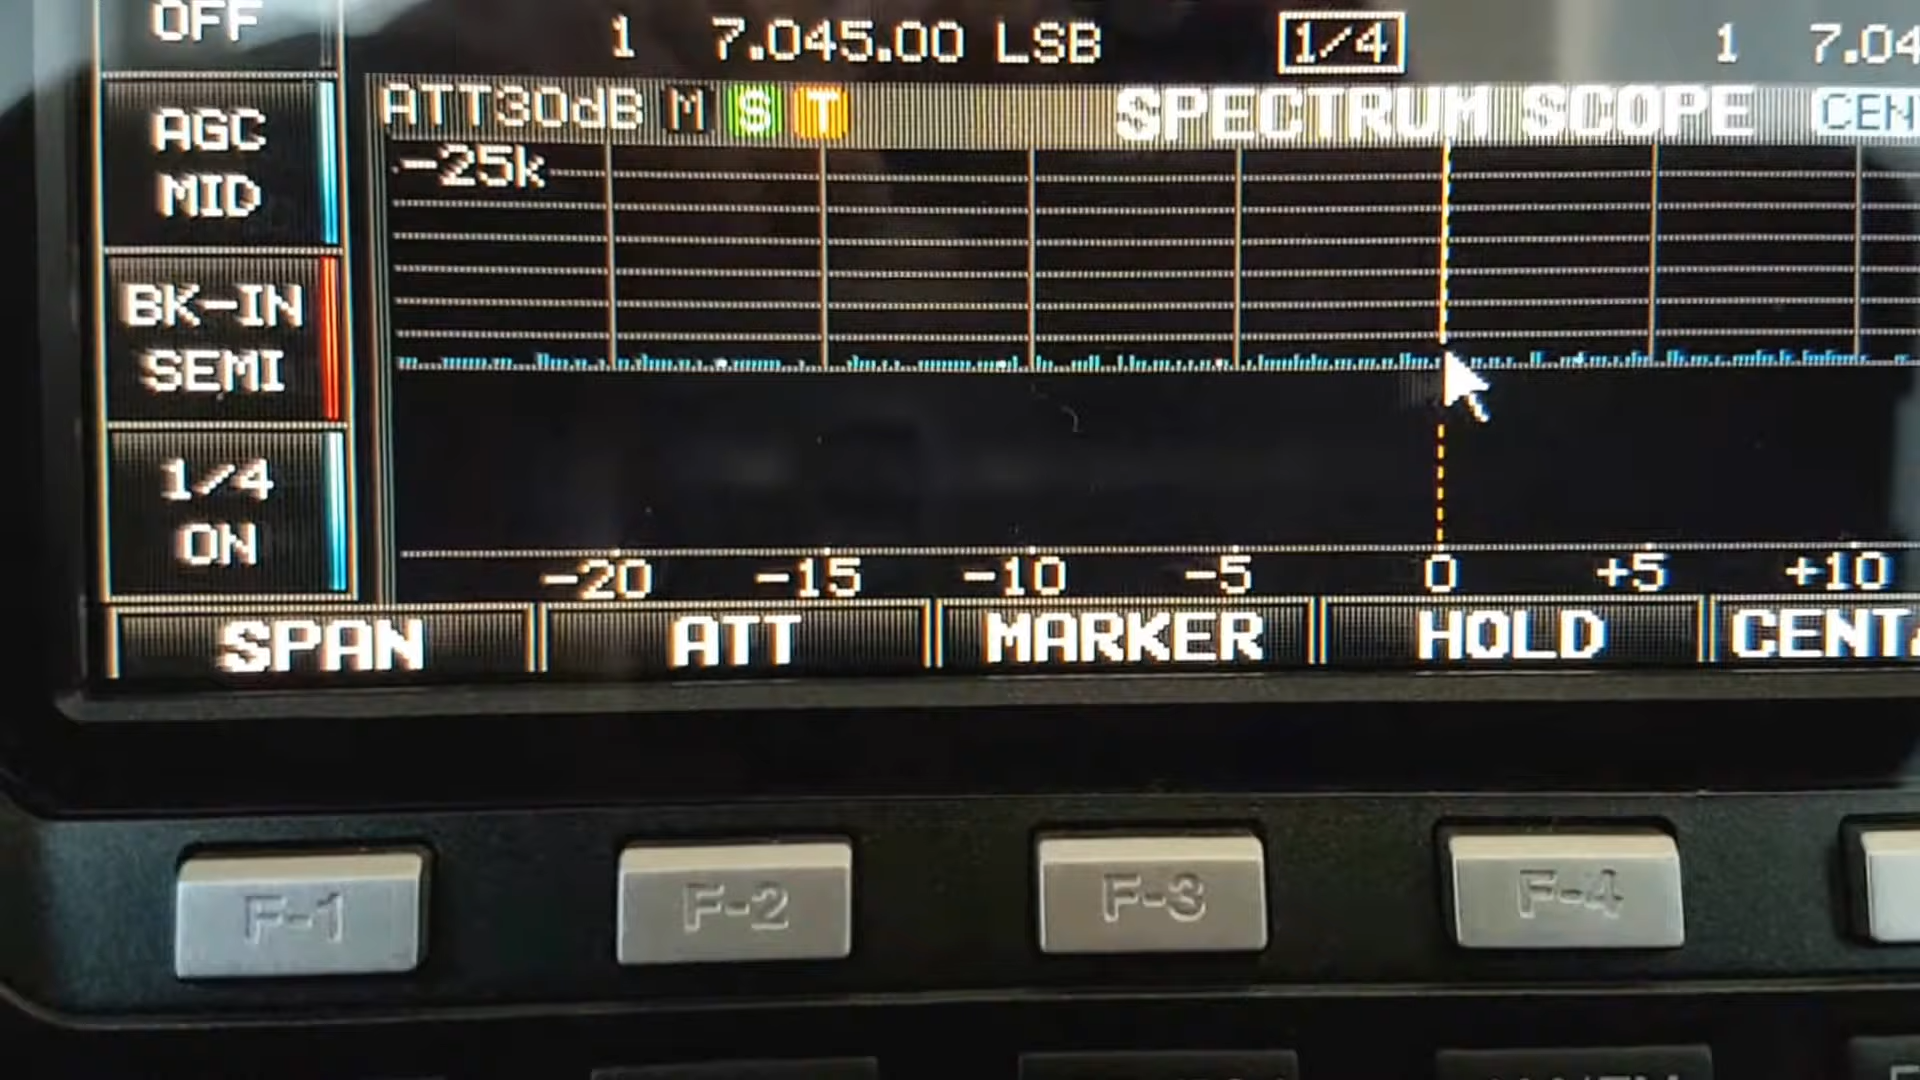 OFF
1 7.045.00 LSB 1/4 1 7.04
ATT30dB M S T SPECTRUM SCOPE CEN
AGC
MID
-25k
BK-IN
SEMI
1/4
ON
-20 -15 -10 -5 0 +5 +10
SPAN ATT MARKER HOLD CENT
F-1 F-2 F-3 F-4